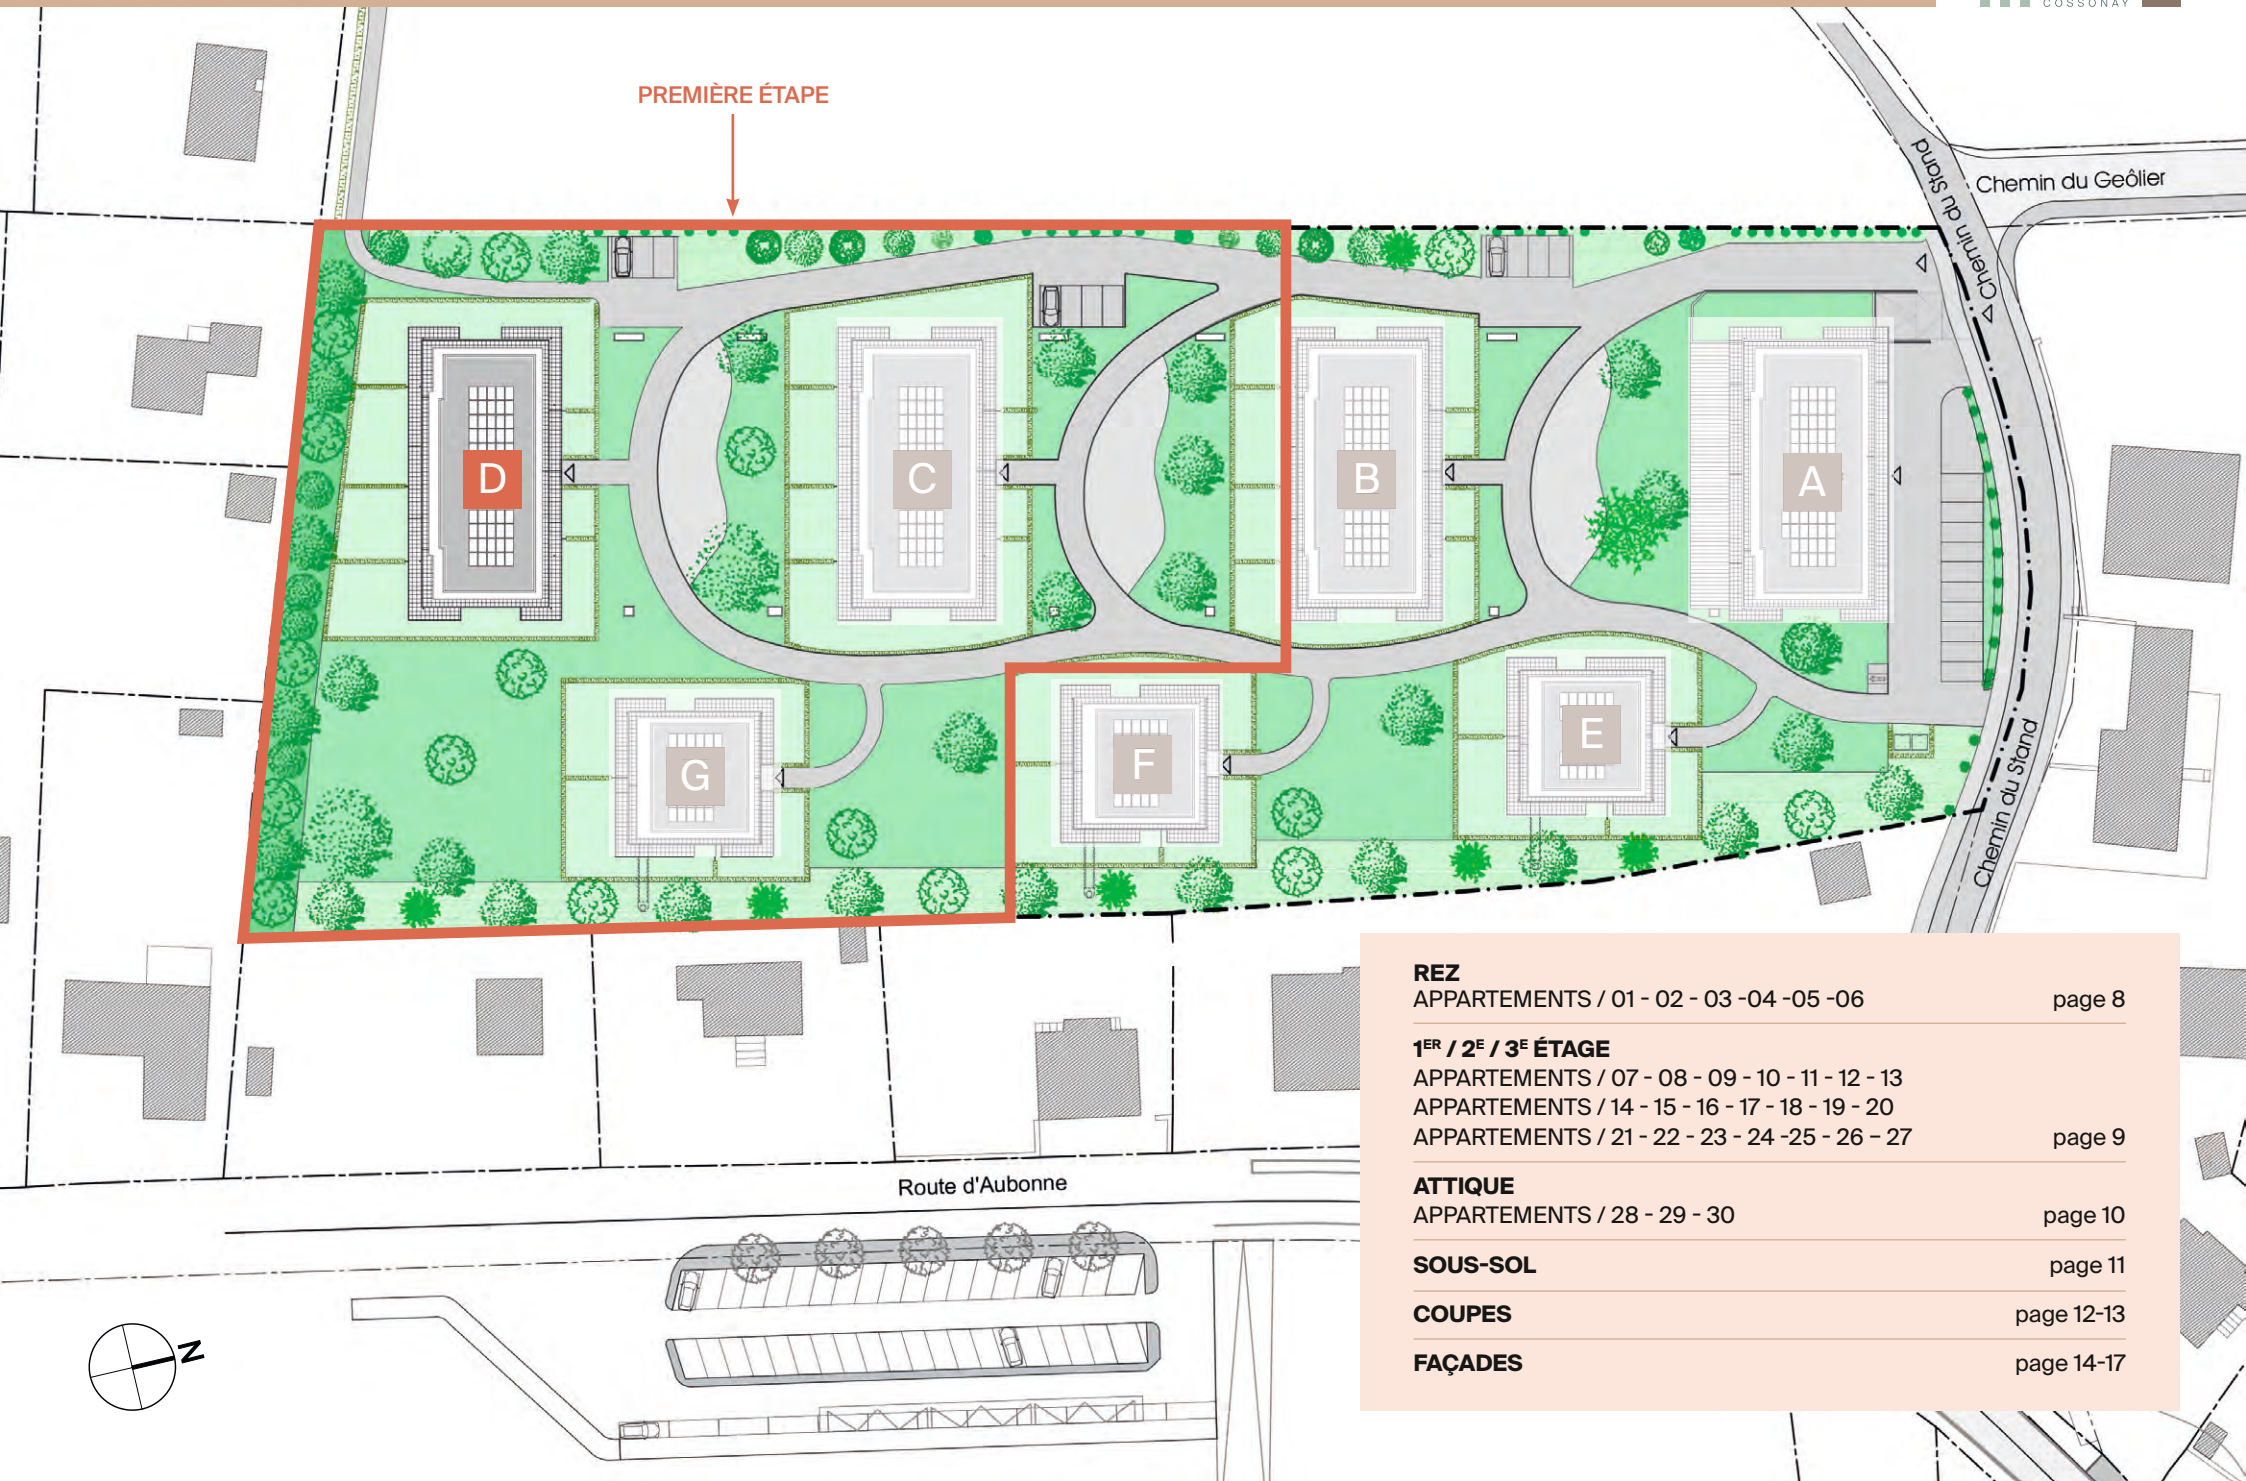 COSSONAY
PREMIÈRE ÉTAPE
Chemin du Stand
Chemin du Geôlier
Chemin
D
C
B
A
G
F
E
Chemin du Stand
REZ
APPARTEMENTS / 01 - 02 - 03 -04 -05 -06 page 8
1ER / 2E / 3E ÉTAGE
APPARTEMENTS / 07 - 08 - 09 - 10 - 11 - 12 - 13
APPARTEMENTS / 14 - 15 - 16 - 17 - 18 - 19 - 20
APPARTEMENTS / 21 - 22 - 23 - 24 -25 - 26 – 27 page 9
ATTIQUE
APPARTEMENTS / 28 - 29 - 30 page 10
SOUS-SOL page 11
COUPES page 12-13
FAÇADES page 14-17
Route d'Aubonne
N